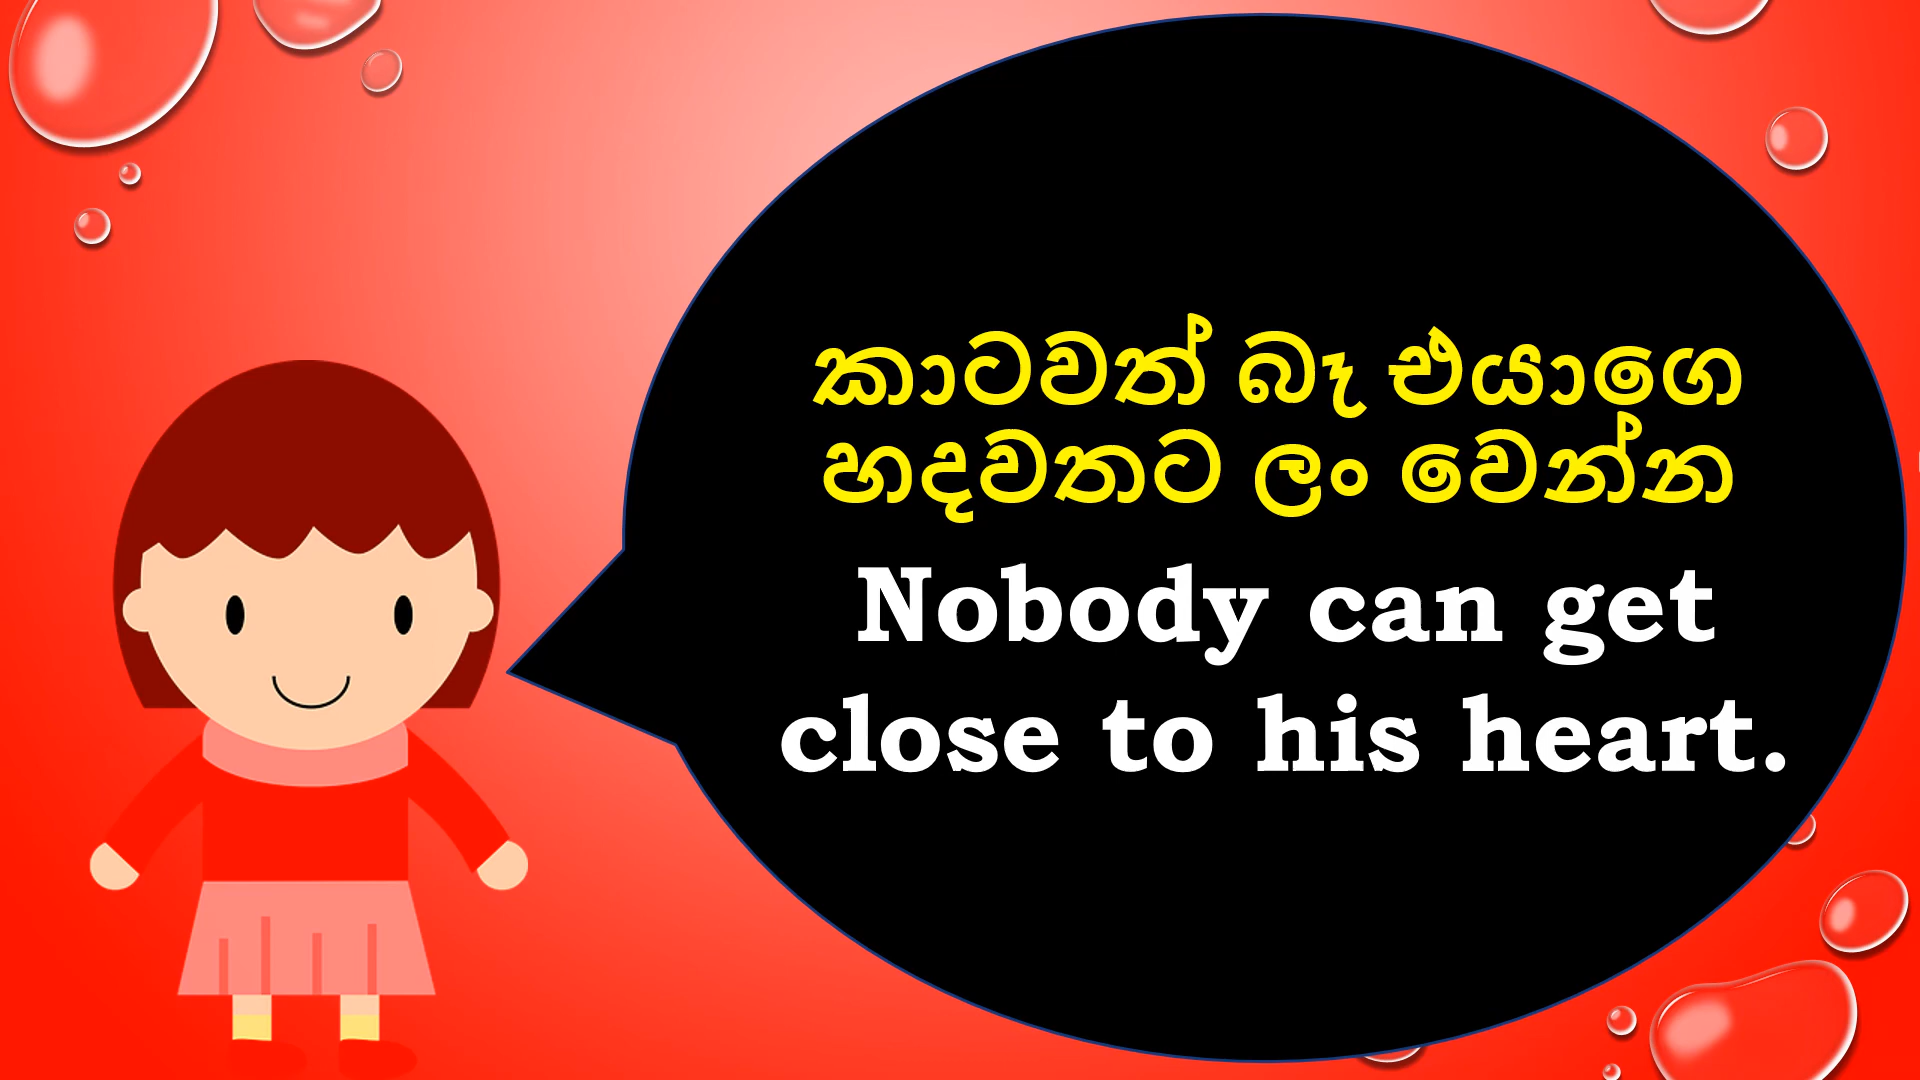 කාටවත් බෑ එයාගෙ
හදවතට ලං වෙන්න
Nobody can get
close to his heart.